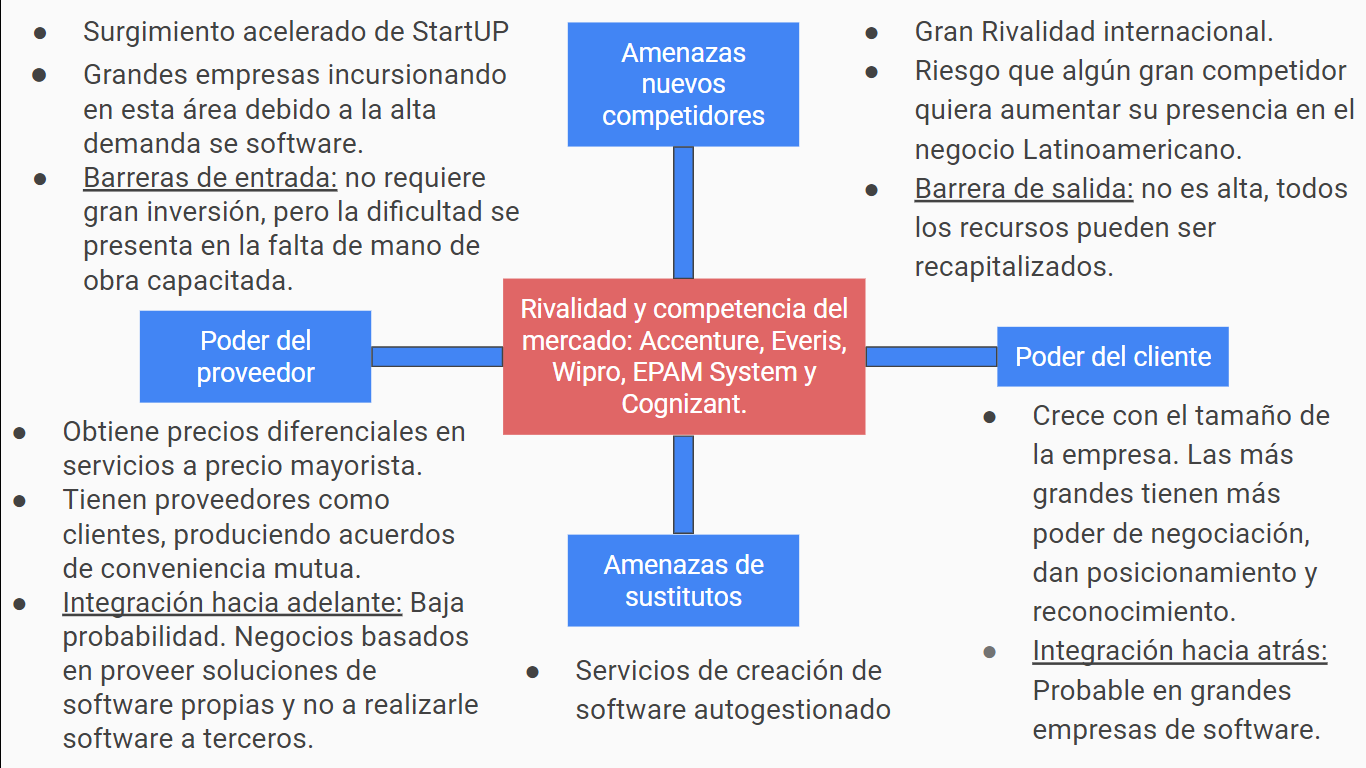 ● Surgimiento acelerado de StartUP
● Grandes empresas incursionando
en esta área debido a la alta
demanda se software.
● Barreras de entrada: no requiere
gran inversión, pero la dificultad se
presenta en la falta de mano de
obra capacitada.
Amenazas
nuevos
competidores
● Gran Rivalidad internacional.
● Riesgo que algún gran competidor
quiera aumentar su presencia en el
negocio Latinoamericano.
● Barrera de salida: no es alta, todos
los recursos pueden ser
recapitalizados.
Poder del
proveedor
Rivalidad y competencia del
mercado: Accenture, Everis,
Wipro, EPAM System y
Cognizant.
Poder del cliente
● Obtiene precios diferenciales en
servicios a precio mayorista.
● Tienen proveedores como
clientes, produciendo acuerdos
de conveniencia mutua.
● Integración hacia adelante: Baja
probabilidad. Negocios basados
en proveer soluciones de
software propias y no a realizarle
software a terceros.
Amenazas de
sustitutos
● Servicios de creación de
software autogestionado
● Crece con el tamaño de
la empresa. Las más
grandes tienen más
poder de negociación,
dan posicionamiento y
reconocimiento.
● Integración hacia atrás:
Probable en grandes
empresas de software.